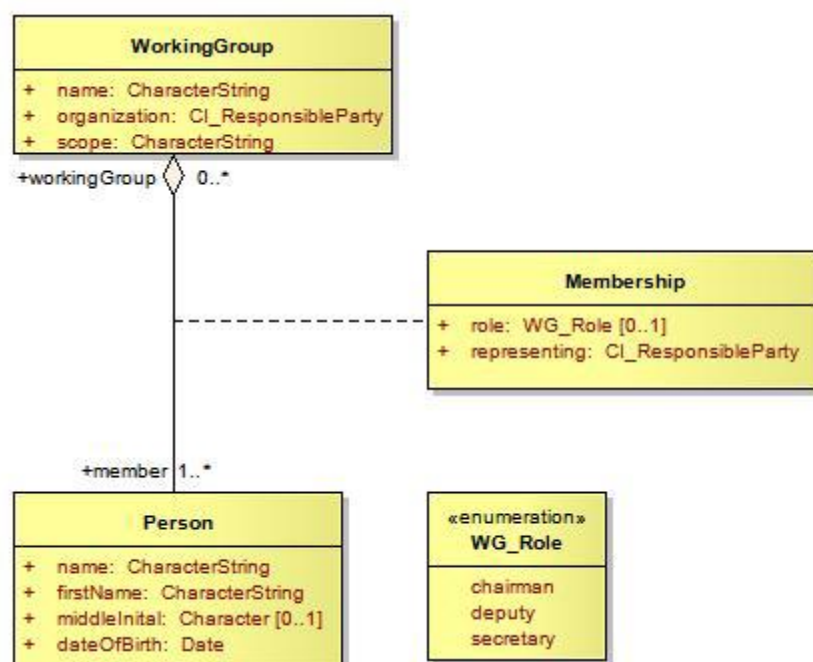 WorkingGroup
+ name: CharacterString
+ organization: CI_ResponsibleParty
+ scope: CharacterString
+workingGroup 0..*
Membership
+ role: WG_Role [0..1]
+ representing: CI_ResponsibleParty
+member 1..*
Person
+ name: CharacterString
+ firstName: CharacterString
+ middleInital: Character [0..1]
+ dateOfBirth: Date
«enumeration»
WG_Role
chairman
deputy
secretary